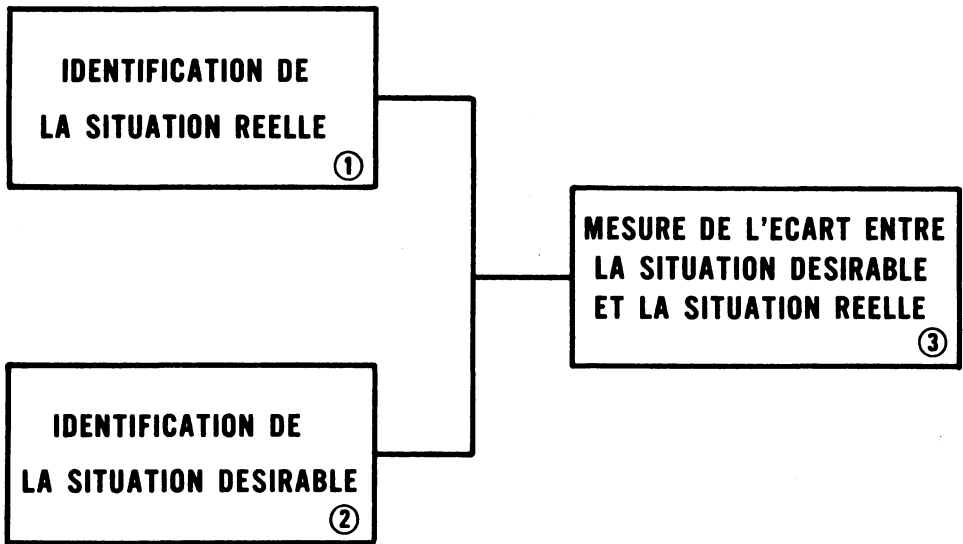 IDENTIFICATION DE
LA SITUATION REELLE
①
IDENTIFICATION DE
LA SITUATION DESIRABLE
②
MESURE DE L'ECART ENTRE
LA SITUATION DESIRABLE
ET LA SITUATION REELLE
③